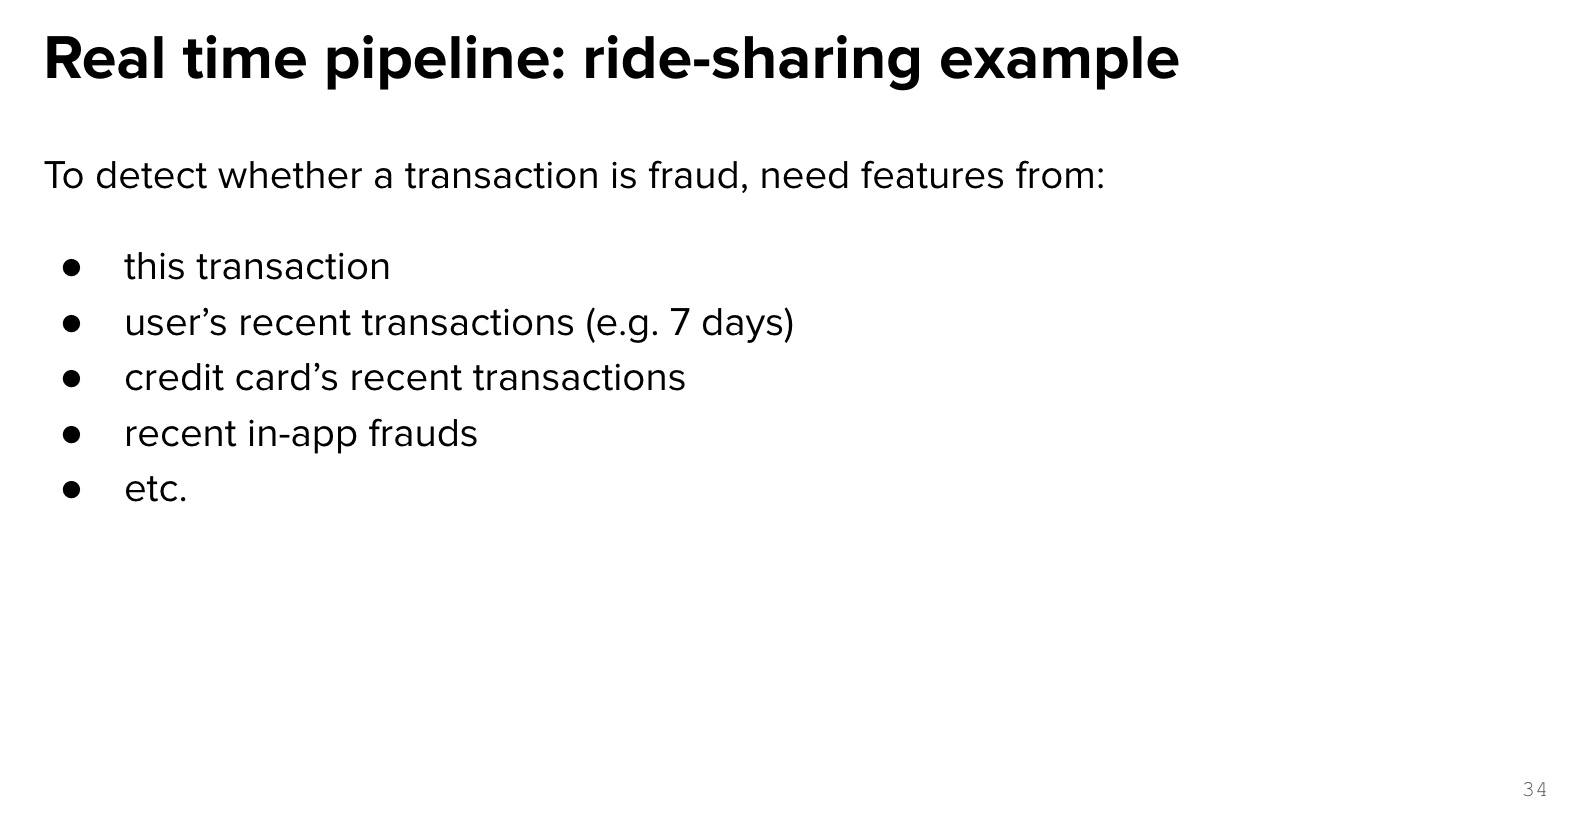 Real time pipeline: ride-sharing example
To detect whether a transaction is fraud, need features from:
● this transaction
● user’s recent transactions (e.g. 7 days)
● credit card’s recent transactions
● recent in-app frauds
● etc.
34